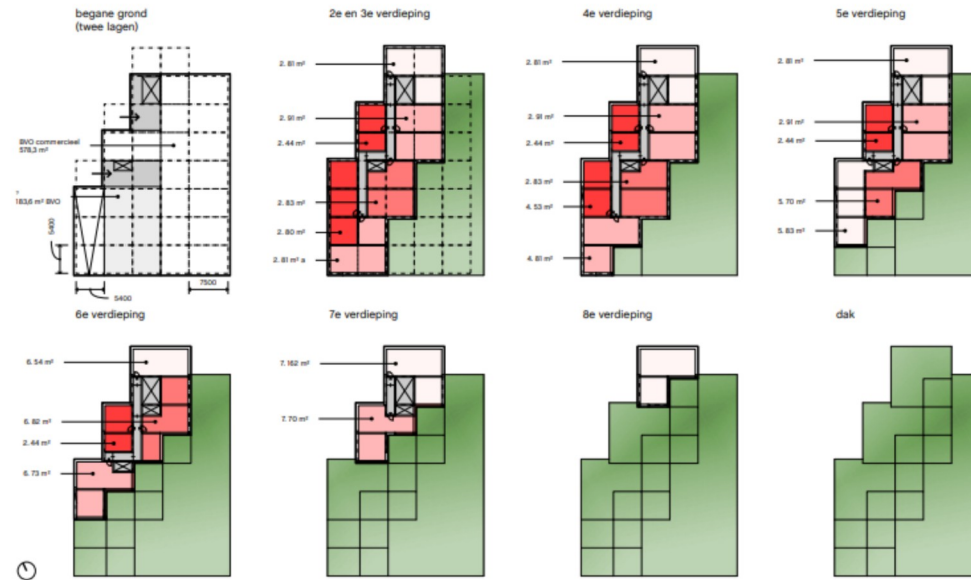 begane grond
(twee lagen)
BVO commercieel
578,3 m²
?
183,6 m² BVO
5400
5400
7500
2e en 3e verdieping
2. 81 m²
2. 91 m²
2. 44 m²
2. 83 m²
2. 80 m²
2. 81 m² a
4e verdieping
2. 81 m²
2. 91 m²
2. 44 m²
2. 83 m²
4. 53 m²
4. 81 m²
5e verdieping
2. 81 m²
2. 91 m²
2. 44 m²
5. 70 m²
5. 83 m²
6e verdieping
6. 54 m²
6. 82 m²
2. 44 m²
6. 73 m²
7e verdieping
7. 162 m²
7. 70 m²
8e verdieping
dak